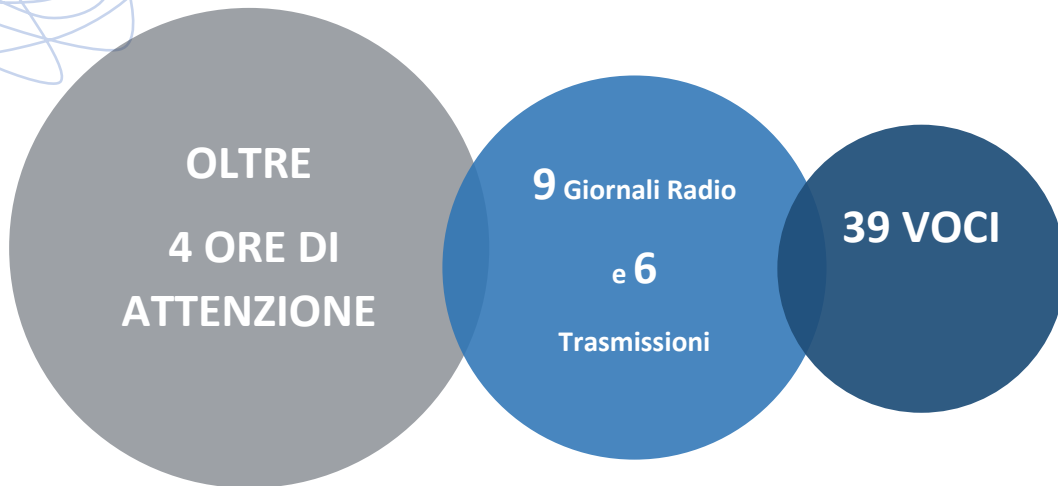 OLTRE
4 ORE DI
ATTENZIONE
9 Giornali Radio
e 6
Trasmissioni
39 VOCI